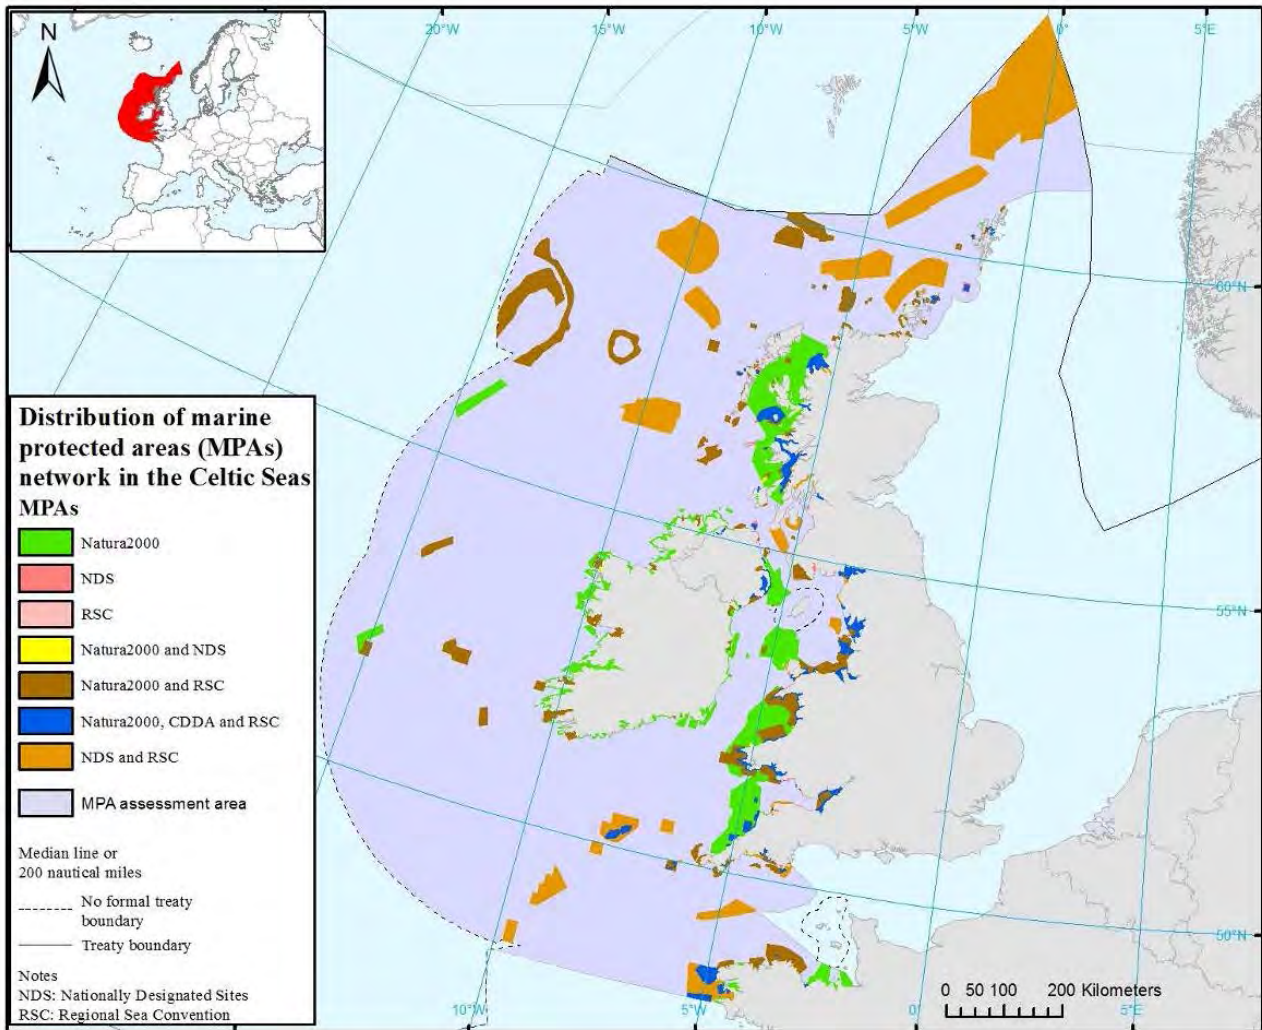 20°W
15°W
10°W
5°W
0°
5°E
N
60°N
Distribution of marine
protected areas (MPAs)
network in the Celtic Seas
MPAs
Natura2000
NDS
RSC
Natura2000 and NDS
Natura2000 and RSC
Natura2000, CDDA and RSC
NDS and RSC
MPA assessment area
Median line or
200 nautical miles
No formal treaty
boundary
Treaty boundary
Notes
NDS: Nationally Designated Sites
RSC: Regional Sea Convention
55°N
50°N
0 50 100 200 Kilometers
10°W
5°W
0°
5°E